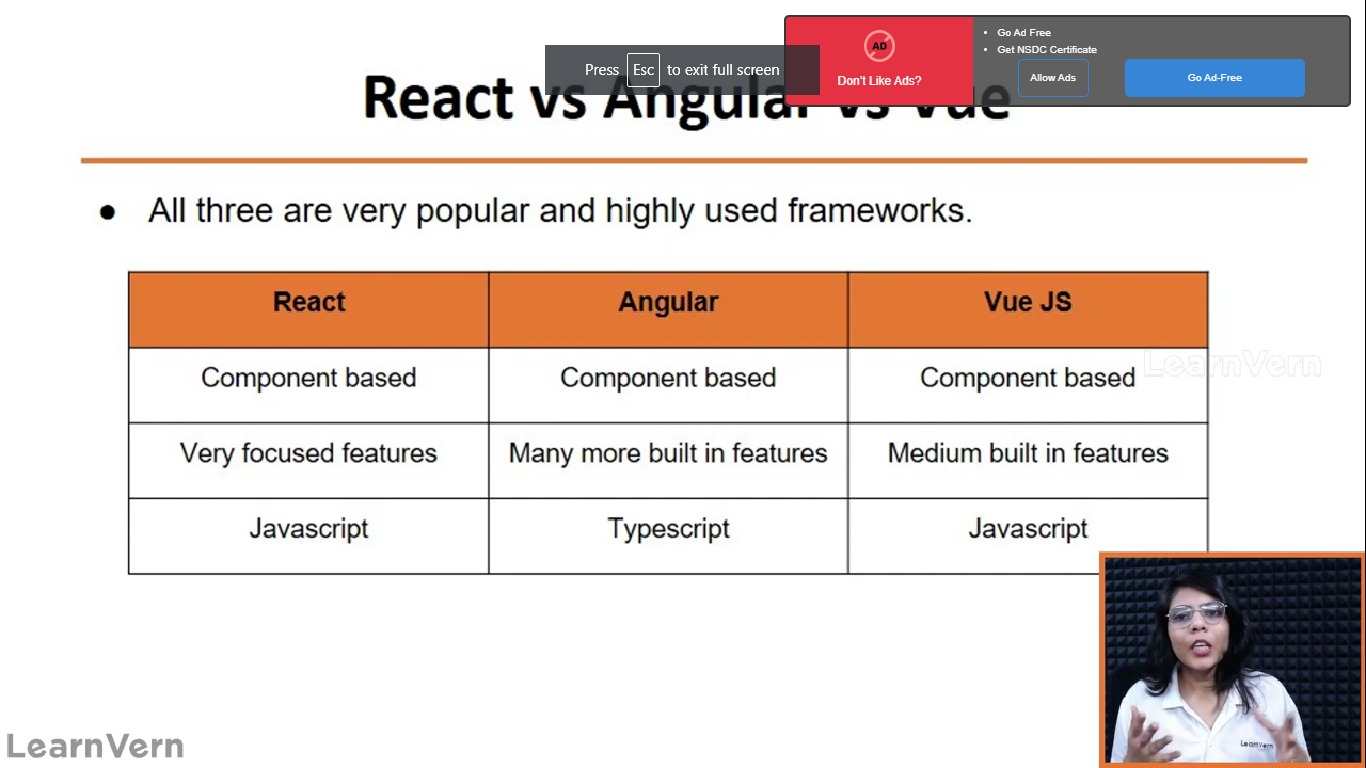 AD
Don't Like Ads?
• Go Ad Free
• Get NSDC Certificate
Allow Ads
Go Ad-Free
Press Esc to exit full screen
React vs Angular vs Vue
• All three are very popular and highly used frameworks.
React Angular Vue JS
Component based Component based Component based
Very focused features Many more built in features Medium built in features
Javascript Typescript Javascript
LearnVern
LearnVern
LearnVern